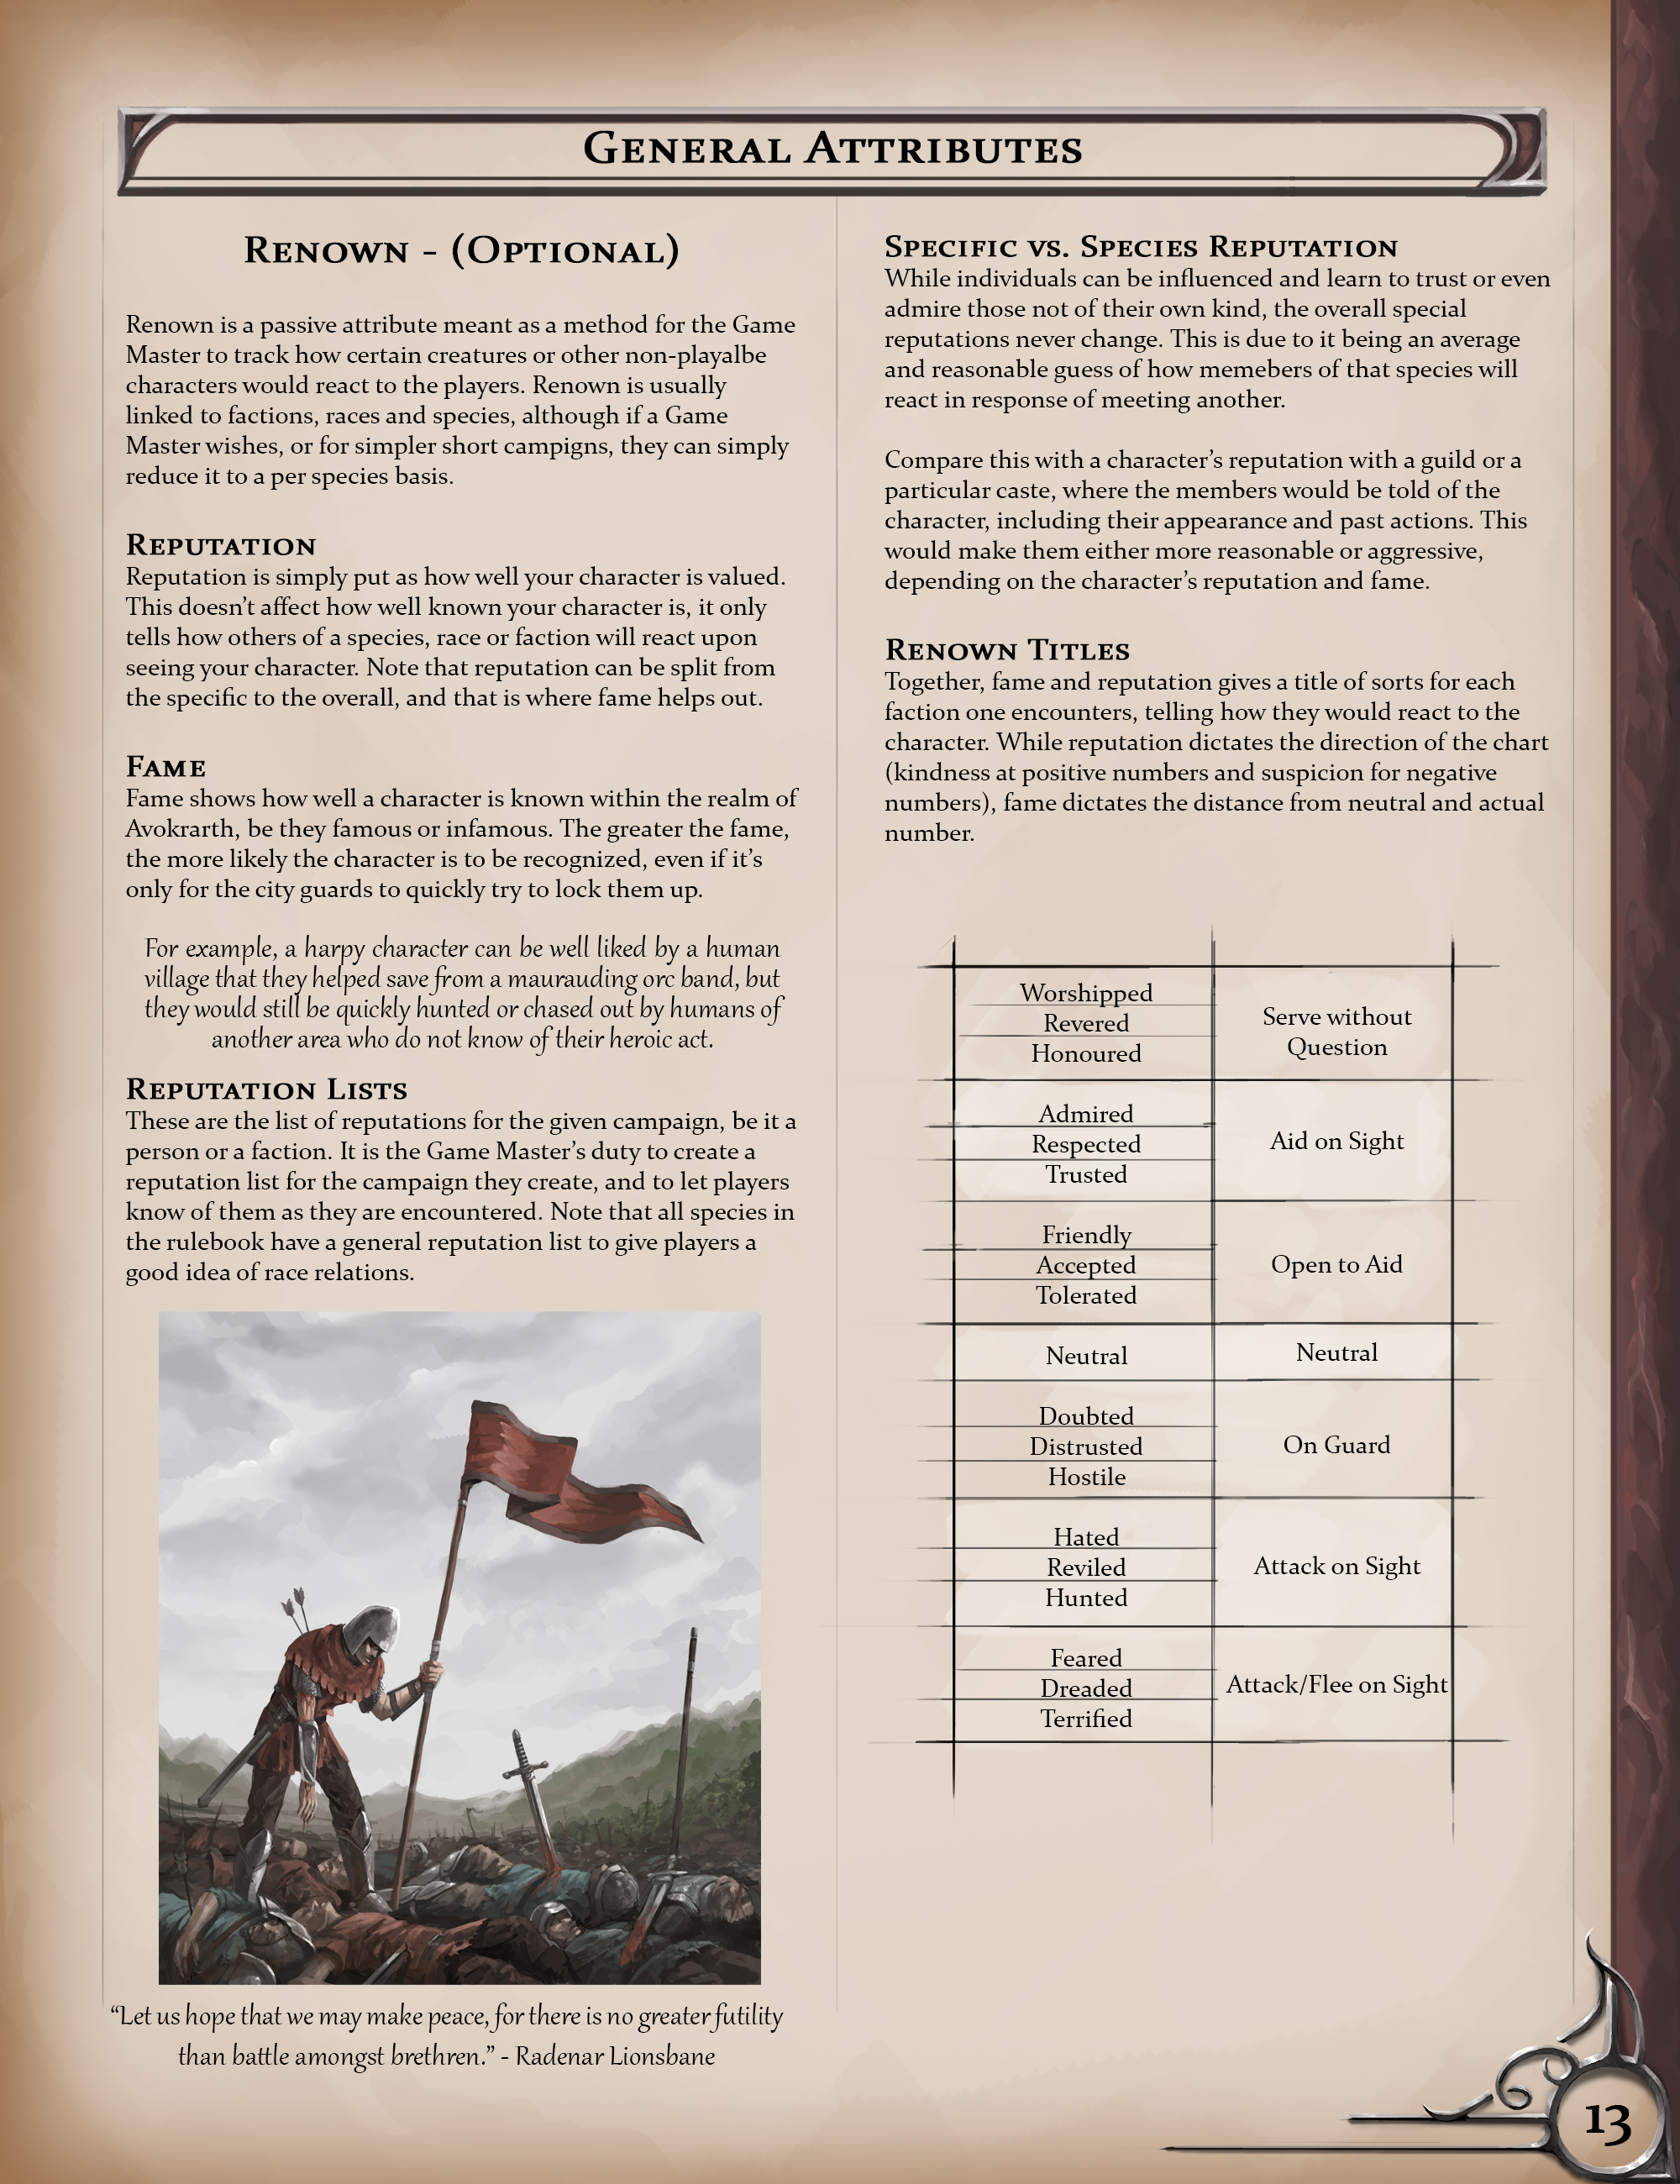 General Attributes
Renown - (Optional)
Renown is a passive attribute meant as a method for the Game
Master to track how certain creatures or other non-playalbe
characters would react to the players. Renown is usually
linked to factions, races and species, although if a Game
Master wishes, or for simpler short campigns, they can simply
reduce it to a per species basis.
Reputation
Reputation is simply put as how well your character is valued.
This doesn't affect how well known your character is, it only
tells how others of a species, race or faction will react upon
seeing your character. Note that reputation can be split from
the specific to the overall, and that is where fame helps out.
Fame
Fame shows how well a character is known within the realm of
Avokrarth, be they famous or infamous. The greater the fame,
the more likely the character is to be recognized, even if it's
only for the city guards to quickly try to lock them up.
For example, a harpy character can be well liked by a human
village that they helped save from a maurauding orc band, but
they would still be quickly hunted or chased out by humans of
another area who do not know of their heroic act.
Reputation Lists
These are the list of reputations for the given campaign, be it a
person or a faction. It is the Game Master's duty to create a
reputation list for the campaign they create, and to let players
know of them as they are encountered. Note that all species in
the rulebook have a general reputation list to give players a
good idea of race relations.
"Let us hope that we may make peace, for there is no greater futility
than battle amongst brethren." - Radenar Lionsbane
Specific vs. Species Reputation
While individuals can be influenced and learn to trust or even
admire those not of their own kind, the overall special
reputations never change. This is due to it being an average
and reasonable guess of how memebers of that species will
react in response of meeting another.
Compare this with a character's reputation with a guild or a
particular caste, where the members would be told of the
character, including their appearance and past actions. This
would make them either more reasonable or aggressive,
depending on the character's reputation and fame.
Renown Titles
Together, fame and reputation gives a title of sorts for each
faction one encounters, telling how they would react to the
character. While reputation dictates the direction of the chart
(kindness at positive numbers and suspicion for negative
numbers), fame dictates the distance from neutral and actual
number.
Worshipped
Revered
Honoured
Serve without
Question
Admired
Respected
Trusted
Aid on Sight
Friendly
Accepted
Tolerated
Open to Aid
Neutral
Neutral
Doubted
Distrusted
Hostile
On Guard
Hated
Reviled
Hunted
Attack on Sight
Feared
Dreaded
Terrified
Attack/Flee on Sight
13